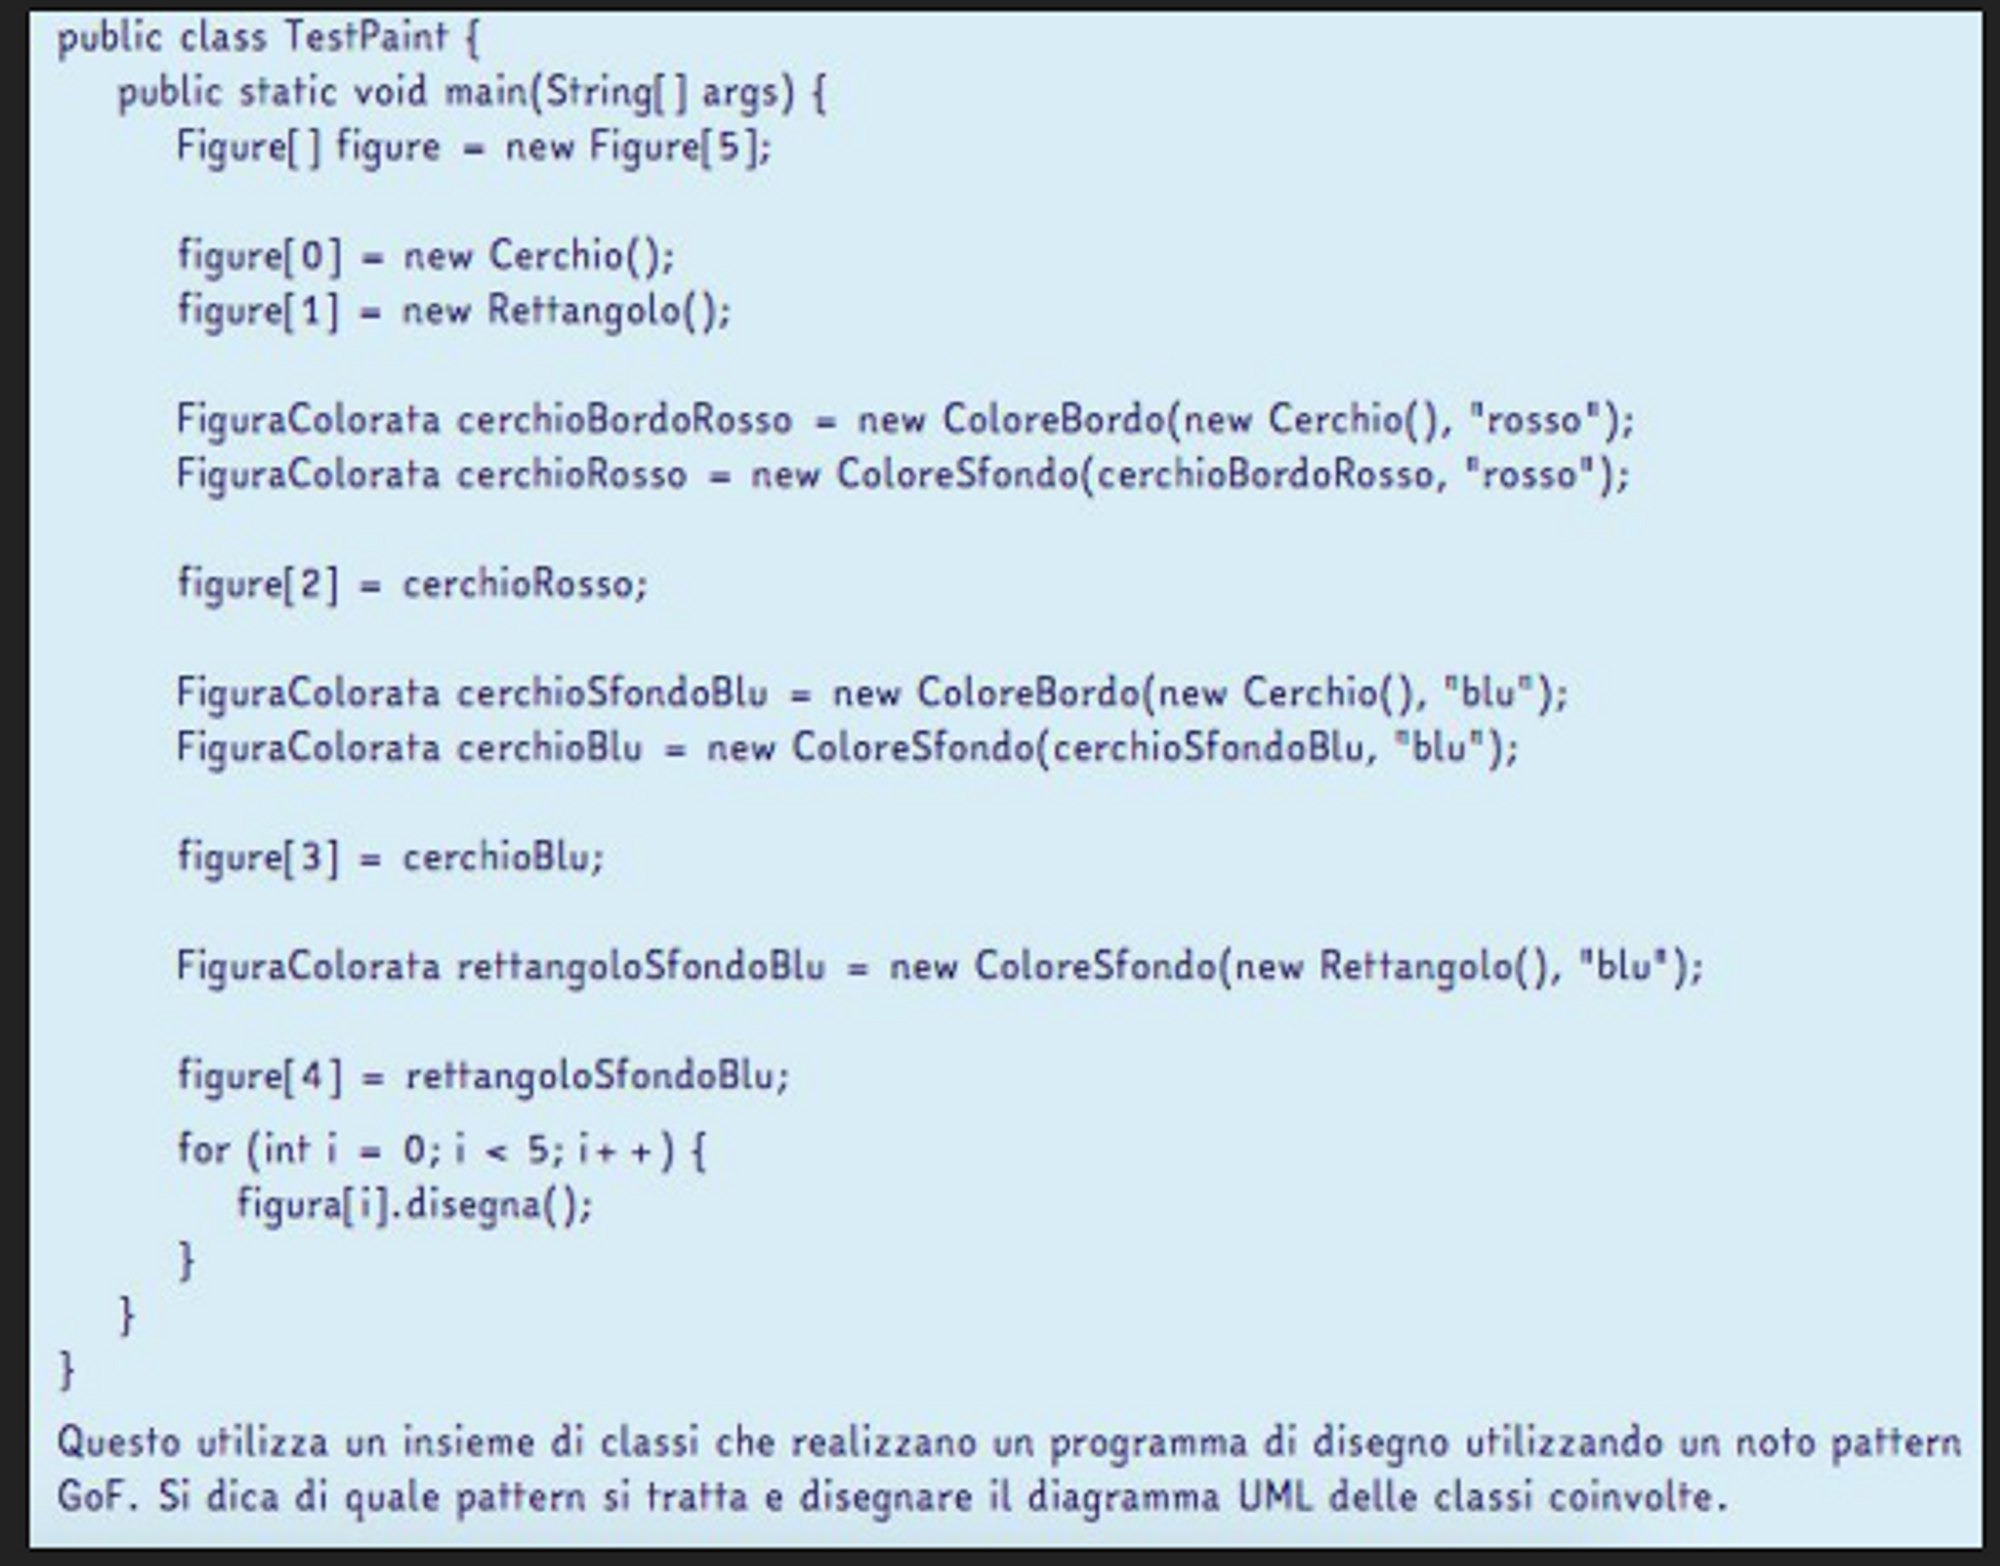 public class TestPaint {
public static void main(String[] args) {
Figure[] figure = new Figure[5];
figure[0] = new Cerchio();
figure[1] = new Rettangolo();
FiguraColorata cerchioBordoRosso = new ColoreBordo(new Cerchio(), "rosso");
FiguraColorata cerchioRosso = new ColoreSfondo(cerchioBordoRosso, "rosso");
figure[2] = cerchioRosso;
FiguraColorata cerchioSfondoBlu = new ColoreBordo(new Cerchio(), "blu");
FiguraColorata cerchioBlu = new ColoreSfondo(cerchioSfondoBlu, "blu");
figure[3] = cerchioBlu;
FiguraColorata rettangoloSfondoBlu = new ColoreSfondo(new Rettangolo(), "blu");
figure[4] = rettangoloSfondoBlu;
for (int i = 0; i < 5; i+ +) {
figura[i].disegna();
}
}
}
Questo utilizza un insieme di classi che realizzano un programma di disegno utilizzando un noto pattern
GoF. Si dica di quale pattern si tratta e disegnare il diagramma UML delle classi coinvolte.